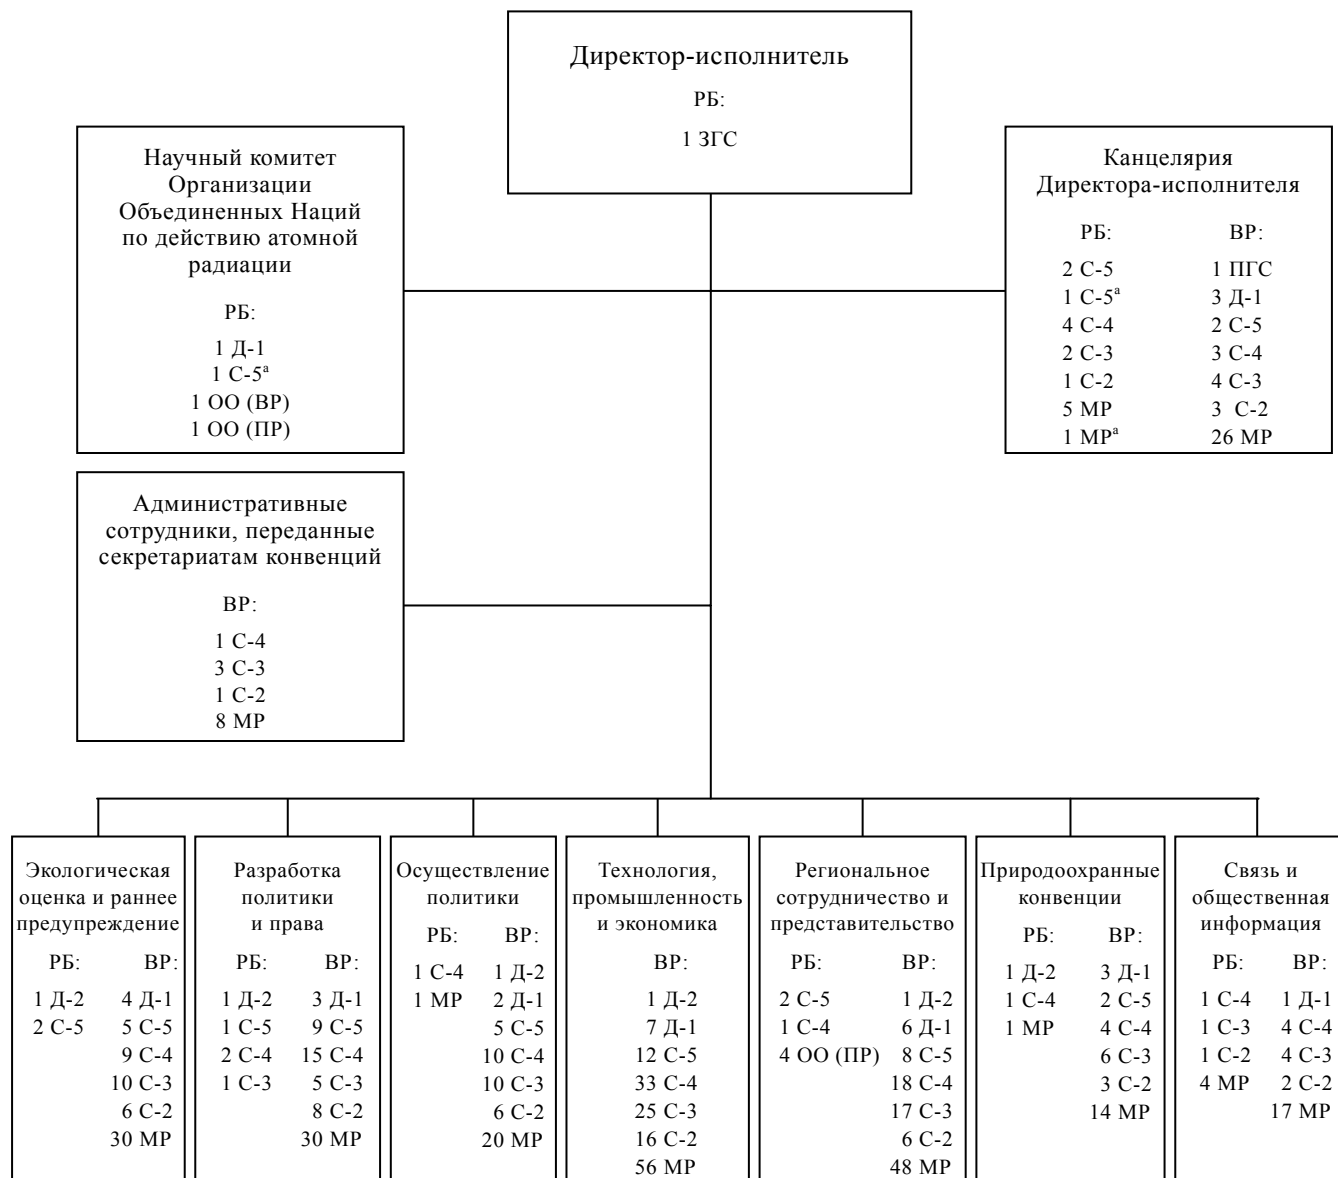 Директор-исполнитель
РБ:
1 ЗГС
Научный комитет
Организации
Объединенных Наций
по действию атомной
радиации
РБ:
1 Д-1
1 С-5ª
1 ОО (ВР)
1 ОО (ПР)
Канцелярия
Директора-исполнителя
РБ: ВР:
2 С-5 1 ПГС
1 С-5ª 3 Д-1
4 С-4 2 С-5
2 С-3 3 С-4
1 С-2 4 С-3
5 МР 3 С-2
1 МРª 26 МР
Административные
сотрудники, переданные
секретариатам конвенций
ВР:
1 С-4
3 С-3
1 С-2
8 МР
Экологическая
оценка и раннее
предупреждение
РБ: ВР:
1 Д-2 4 Д-1
2 С-5 5 С-5
9 С-4
10 С-3
6 С-2
30 МР
Разработка
политики
и права
РБ: ВР:
1 Д-2 3 Д-1
1 С-5 9 С-5
2 С-4 15 С-4
1 С-3 5 С-3
8 С-2
30 МР
Осуществление
политики
РБ: ВР:
1 С-4 1 Д-2
1 МР 2 Д-1
5 С-5
10 С-4
10 С-3
6 С-2
20 МР
Технология,
промышленность
и экономика
ВР:
1 Д-2
7 Д-1
12 С-5
33 С-4
25 С-3
16 С-2
56 МР
Региональное
сотрудничество и
представительство
РБ: ВР:
2 С-5 1 Д-2
1 С-4 6 Д-1
4 ОО (ПР) 8 С-5
18 С-4
17 С-3
6 С-2
48 МР
Природоохранные
конвенции
РБ: ВР:
1 Д-2 3 Д-1
1 С-4 2 С-5
1 МР 4 С-4
6 С-3
3 С-2
14 МР
Связь и
общественная
информация
РБ: ВР:
1 С-4 1 Д-1
1 С-3 4 С-4
1 С-2 4 С-3
4 МР 2 С-2
17 МР